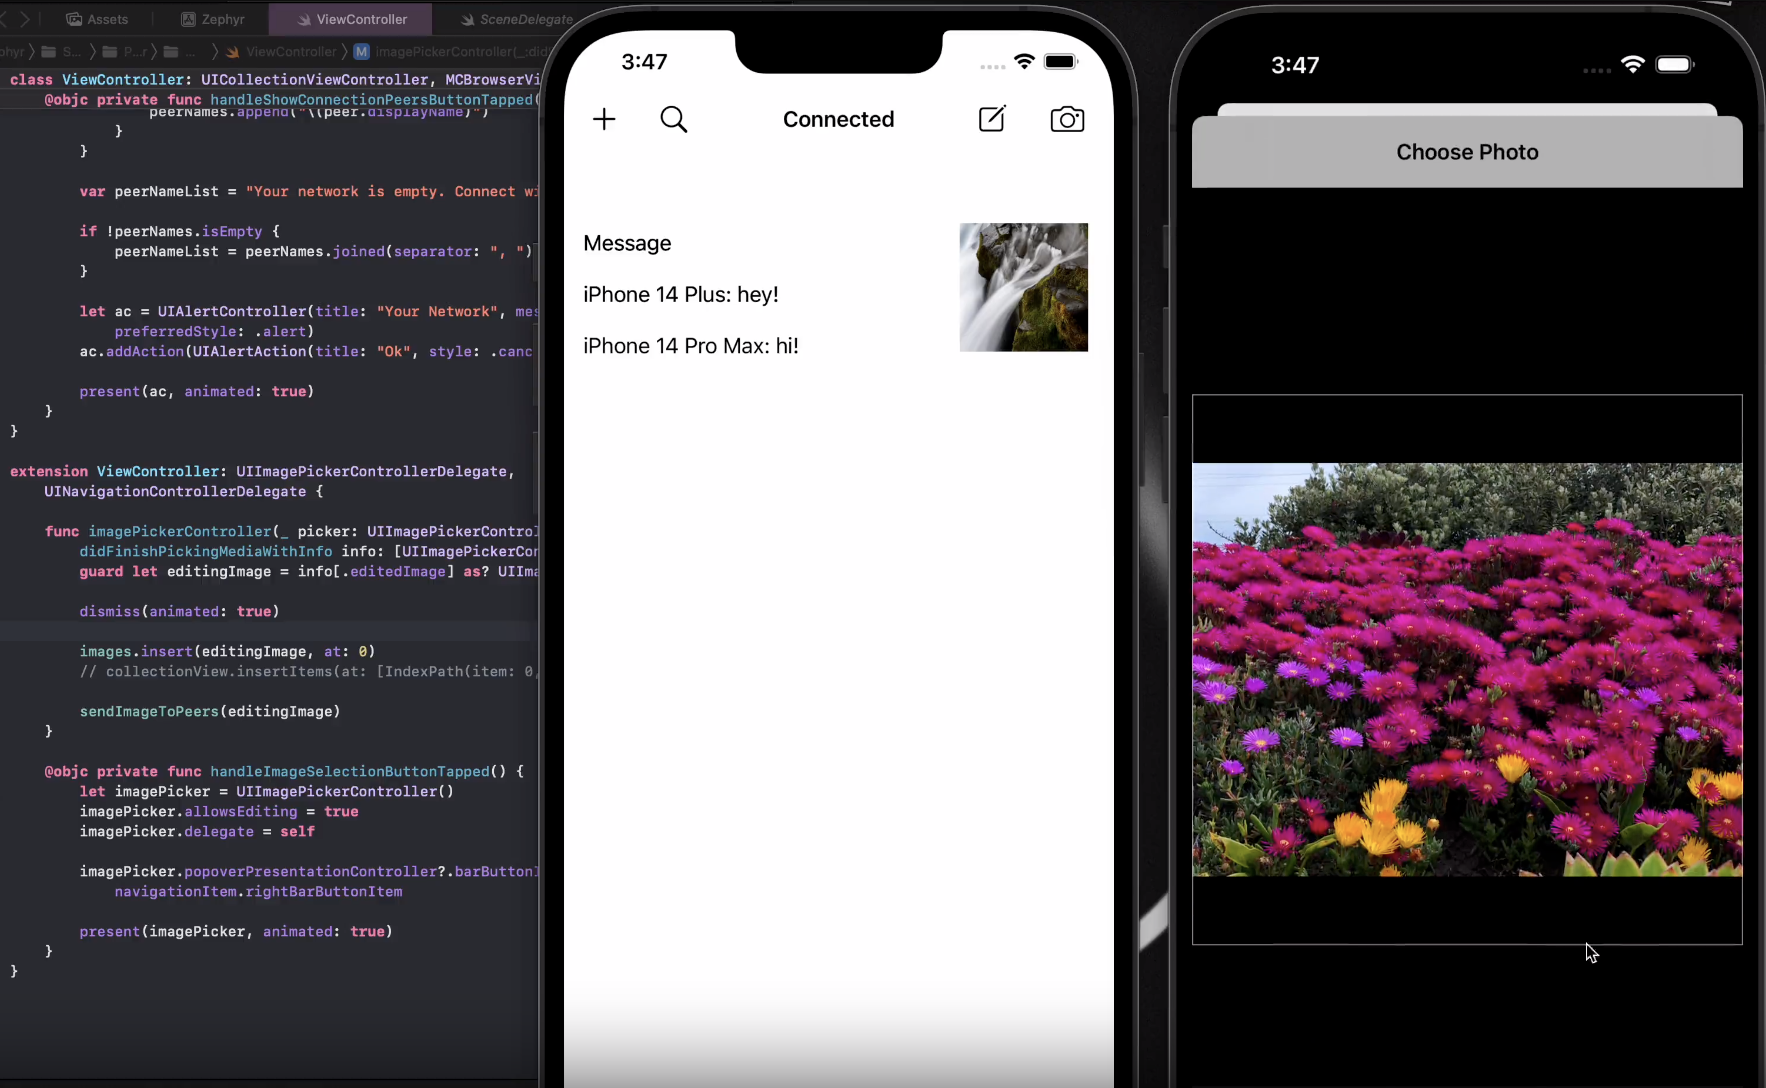 Assets
Zephyr
ViewController
SceneDelegate
phyr
S...
P...r
...
ViewController
M
imagePickerController(_:did
class ViewController: UICollectionViewController, MCBrowserVi
@objc private func handleShowConnectionPeersButtonTapped(
peerNames.append("\(peer.displayName)")
}
}
var peerNameList = "Your network is empty. Connect wi
if !peerNames.isEmpty {
peerNameList = peerNames.joined(separator: ", ")
}
let ac = UIAlertController(title: "Your Network", mes
preferredStyle: .alert)
ac.addAction(UIAlertAction(title: "Ok", style: .canc
present(ac, animated: true)
}
}
extension ViewController: UIImagePickerControllerDelegate,
UINavigationControllerDelegate {
func imagePickerController(_ picker: UIImagePickerControl
didFinishPickingMediaWithInfo info: [UIImagePickerCon
guard let editingImage = info[.editedImage] as? UIIma
dismiss(animated: true)
images.insert(editingImage, at: 0)
// collectionView.insertItems(at: [IndexPath(item: 0,
sendImageToPeers(editingImage)
}
@objc private func handleImageSelectionButtonTapped() {
let imagePicker = UIImagePickerController()
imagePicker.allowsEditing = true
imagePicker.delegate = self
imagePicker.popoverPresentationController?.barButtonI
navigationItem.rightBarButtonItem
present(imagePicker, animated: true)
}
}
3:47
Connected
Message
iPhone 14 Plus: hey!
iPhone 14 Pro Max: hi!
3:47
Choose Photo